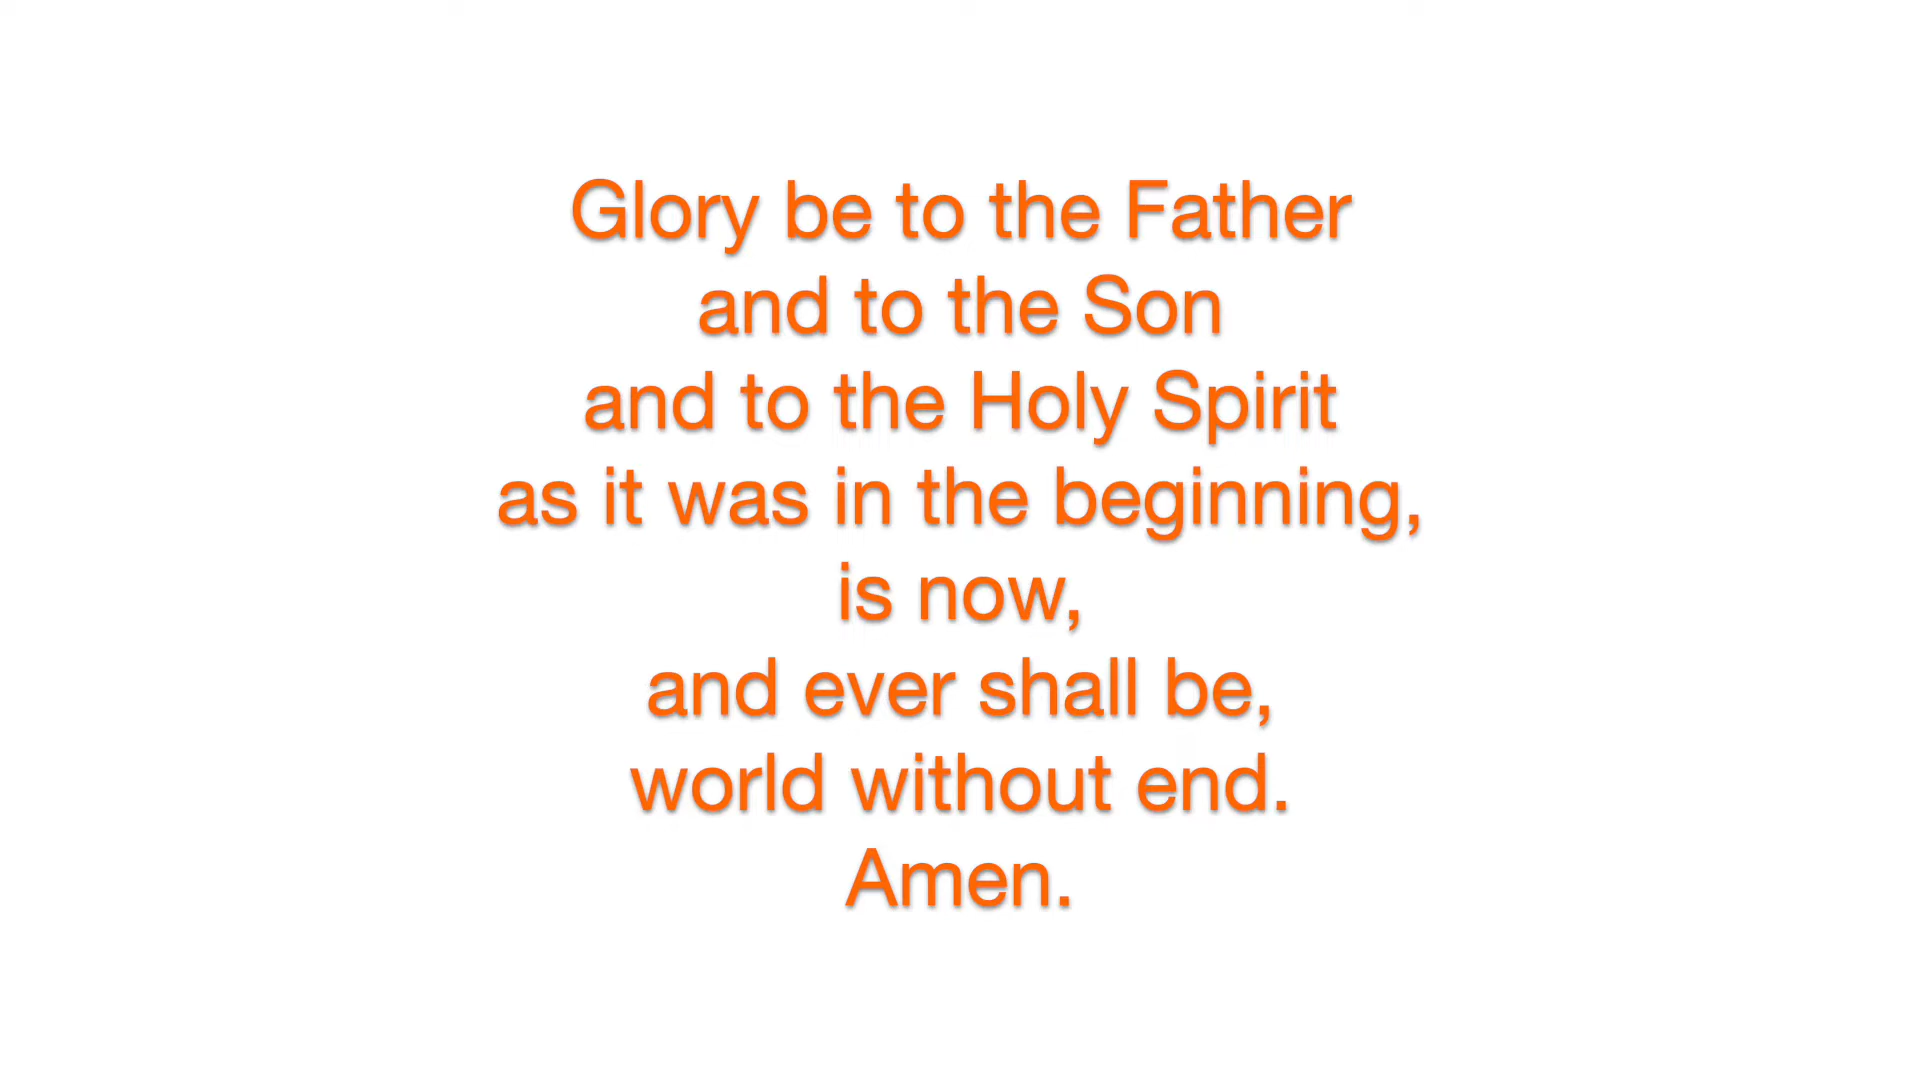 Glory be to the Father
and to the Son
and to the Holy Spirit
as it was in the beginning,
is now,
and ever shall be,
world without end.
Amen.